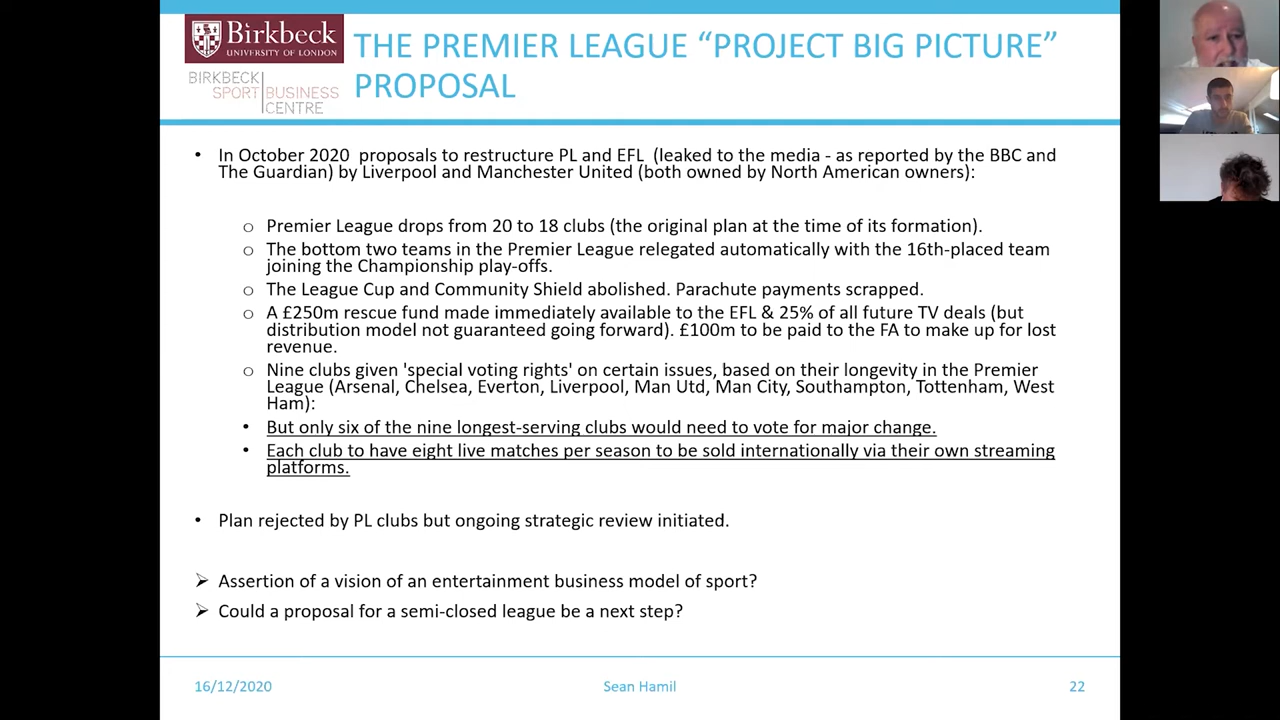 Birkbeck
UNIVERSITY OF LONDON
BIRKBECK
SPORT BUSINESS
CENTRE
THE PREMIER LEAGUE “PROJECT BIG PICTURE”
PROPOSAL
• In October 2020 proposals to restructure PL and EFL (leaked to the media - as reported by the BBC and
The Guardian) by Liverpool and Manchester United (both owned by North American owners):
o Premier League drops from 20 to 18 clubs (the original plan at the time of its formation).
o The bottom two teams in the Premier League relegated automatically with the 16th-placed team
joining the Championship play-offs.
o The League Cup and Community Shield abolished. Parachute payments scrapped.
o A £250m rescue fund made immediately available to the EFL & 25% of all future TV deals (but
distribution model not guaranteed going forward). £100m to be paid to the FA to make up for lost
revenue.
o Nine clubs given 'special voting rights' on certain issues, based on their longevity in the Premier
League (Arsenal, Chelsea, Everton, Liverpool, Man Utd, Man City, Southampton, Tottenham, West
Ham):
• But only six of the nine longest-serving clubs would need to vote for major change.
• Each club to have eight live matches per season to be sold internationally via their own streaming
platforms.
• Plan rejected by PL clubs but ongoing strategic review initiated.
➢ Assertion of a vision of an entertainment business model of sport?
➢ Could a proposal for a semi-closed league be a next step?
16/12/2020 Sean Hamil 22